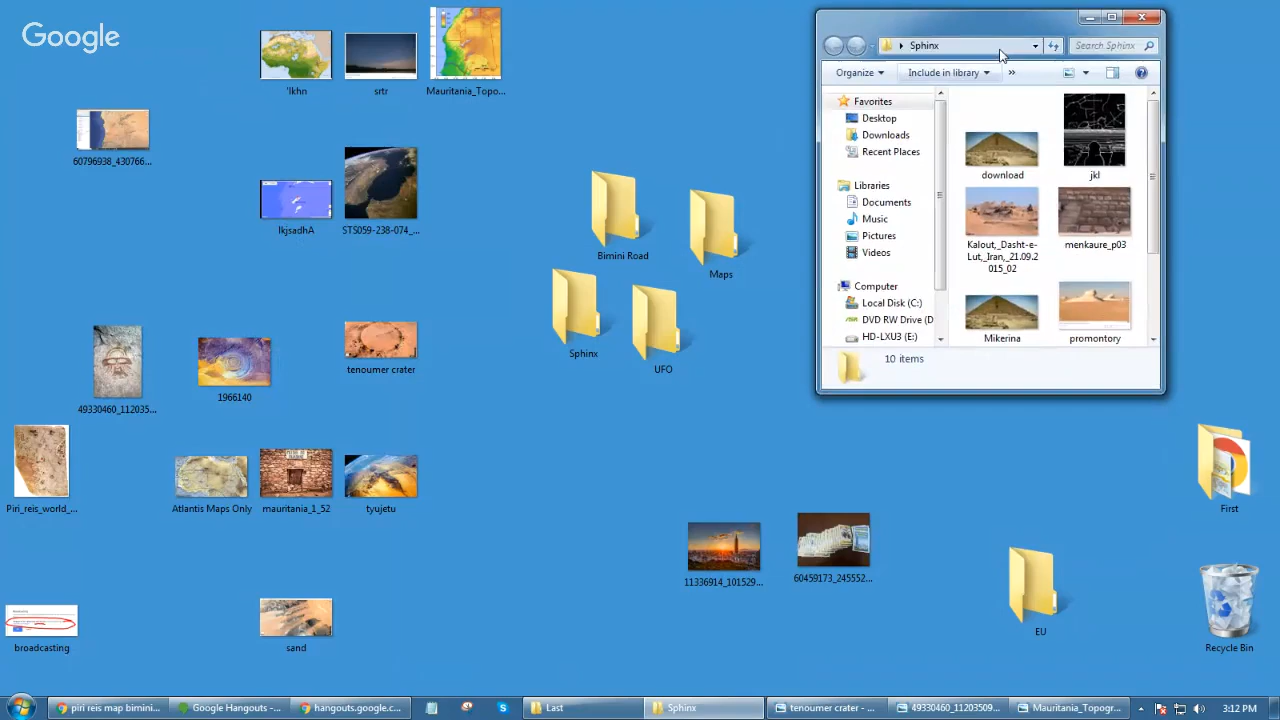 Google
'lkhn
srtr
Mauritania_Topo...
60796938_430766...
lkjsadhA
STS059-238-074_...
Bimini Road
Maps
Sphinx
UFO
49330460_112035...
1966140
tenoumer crater
Piri_reis_world_...
Atlantis Maps Only
mauritania_1_52
tyujetu
broadcasting
sand
11336914_101529...
60459173_245552...
EU
First
Recycle Bin
Sphinx
Search Sphinx
Organize
Include in library
»
Favorites
Desktop
Downloads
Recent Places
Libraries
Documents
Music
Pictures
Videos
Computer
Local Disk (C:)
DVD RW Drive (D
HD-LXU3 (E:)
download
jkl
Kalout,_Dasht-e-
Lut,_Iran,_21.09.2
015_02
menkaure_p03
Mikerina
promontory
10 items
piri reis map bimini...
Google Hangouts -...
hangouts.google.c...
Last
Sphinx
tenoumer crater - ...
49330460_11203509...
Mauritania_Topogr...
3:12 PM